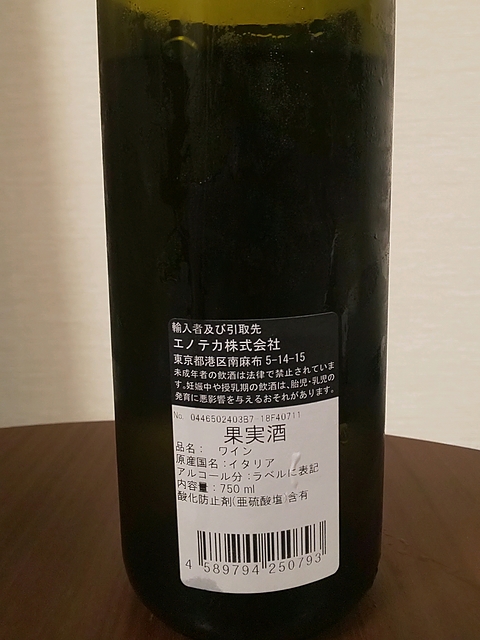 輸入者及び引取先
エノテカ株式会社
東京都港区南麻布 5-14-15
未成年者の飲酒は法律で禁止されていま
す。妊娠中や授乳期の飲酒は、胎児・乳児の
発育に悪影響を与えるおそれがあります。
No. 0446502403B7 18F40711
果実酒
品名： ワイン
原産国名：イタリア
アルコール分：ラベルに表記
内容量：750 ml
酸化防止剤(亜硫酸塩)含有
4 589794 250793